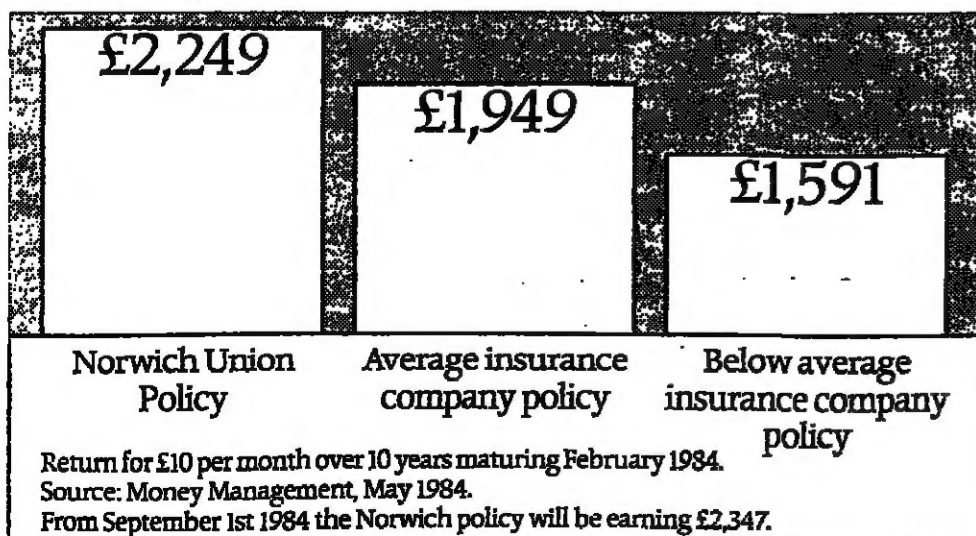 £2,249
£1,949
£1,591
Norwich Union
Policy
Average insurance
company policy
Below average
insurance company
policy
Return for £10 per month over 10 years maturing February 1984.
Source: Money Management, May 1984.
From September 1st 1984 the Norwich policy will be earning £2,347.